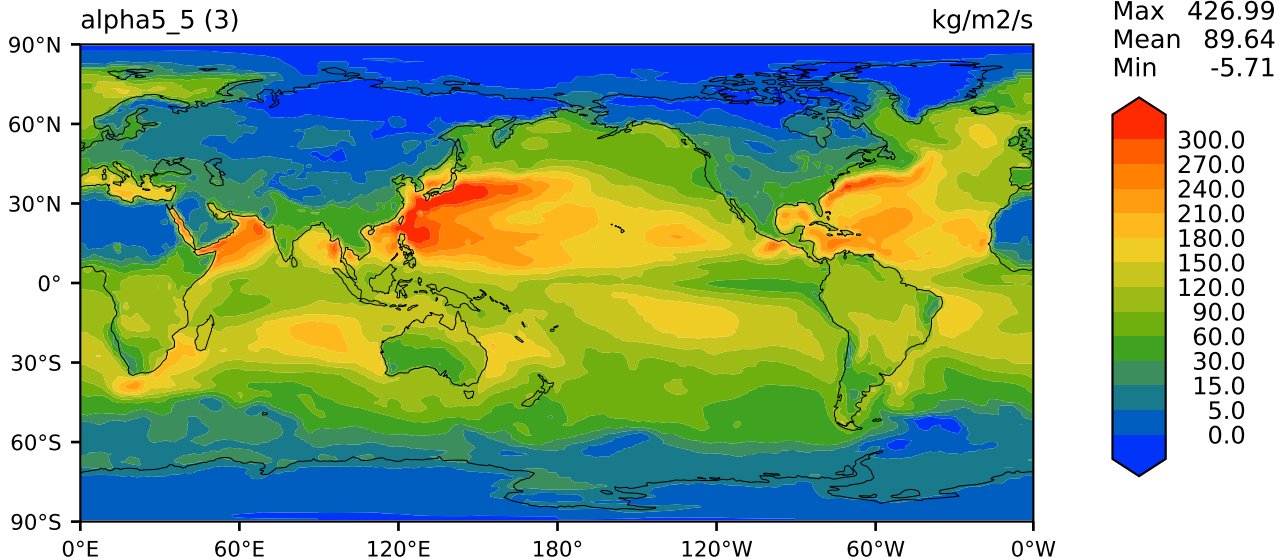 alpha5_5 (3)
kg/m2/s
Max 426.99
Mean 89.64
Min -5.71
90°N
60°N
30°N
0°
30°S
60°S
90°S
0°E
60°E
120°E
180°
120°W
60°W
0°W
300.0
270.0
240.0
210.0
180.0
150.0
120.0
90.0
60.0
30.0
15.0
5.0
0.0